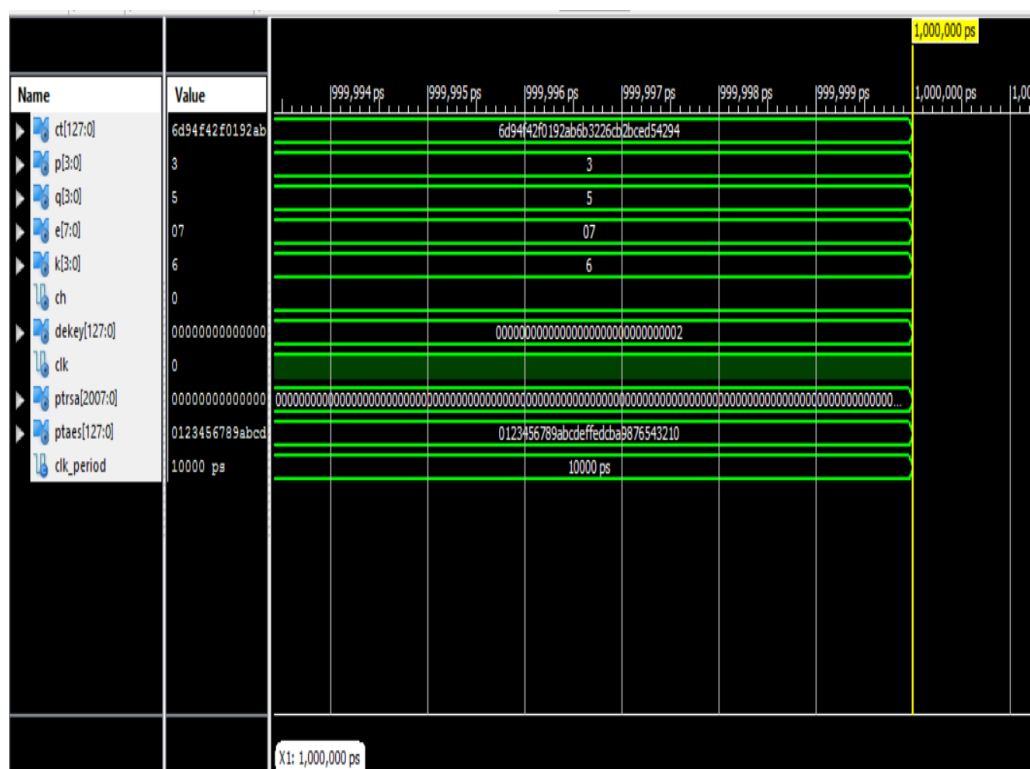 1,000,000 ps
Name Value 999,994 ps 999,995 ps 999,996 ps 999,997 ps 999,998 ps 999,999 ps 1,000,000 ps 1,00
ct[127:0] 6d94f42f0192ab 6d94f42f0192ab6b3226cb2bced54294
p[3:0] 3 3
q[3:0] 5 5
e[7:0] 07 07
k[3:0] 6 6
ch 0
dekey[127:0] 00000000000000 00000000000000000000000000000002
clk 0
ptrsa[2007:0] 00000000000000
ptaes[127:0] 0123456789abcd 0123456789abcdeffedcba9876543210
clk_period 10000 ps 10000 ps
X1: 1,000,000 ps